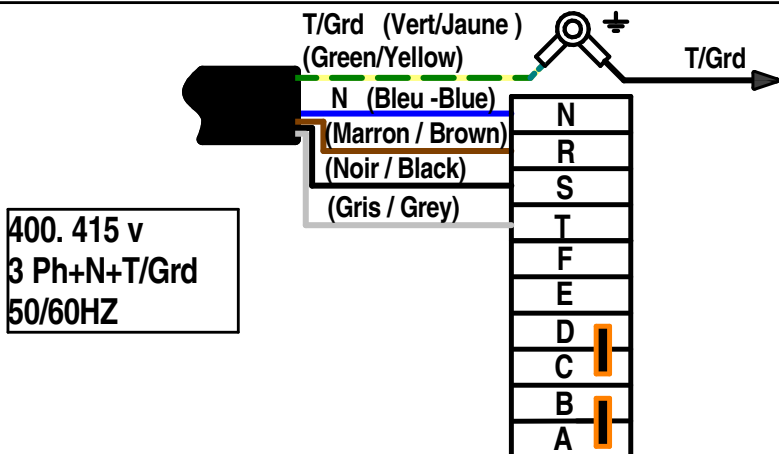 T/Grd (Vert/Jaune )
(Green/Yellow)
T/Grd
N (Bleu -Blue)
(Marron / Brown)
(Noir / Black)
(Gris / Grey)
400. 415 v
3 Ph+N+T/Grd
50/60HZ
N
R
S
T
F
E
D
C
B
A